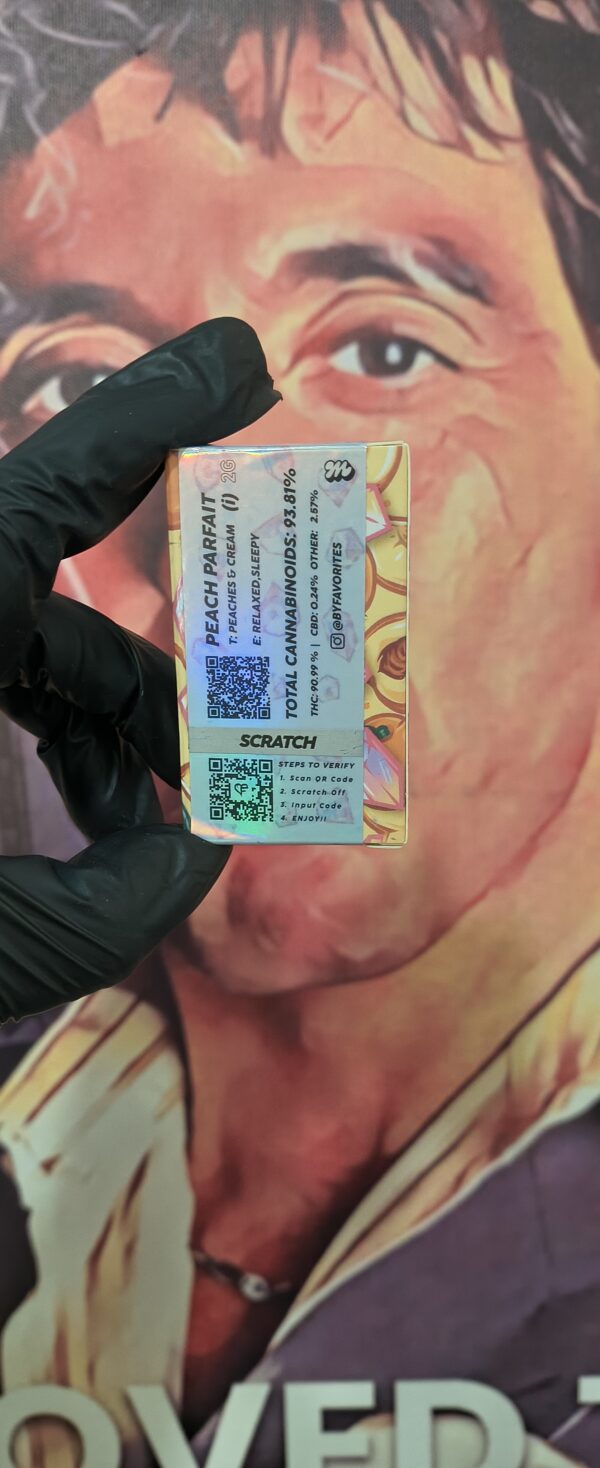 PEACH PARFAIT (i) 2G
T: PEACHES & CREAM
E: RELAXED,SLEEPY
TOTAL CANNABINOIDS: 93.81%
THC: 90.99 % | CBD: 0.24% OTHER: 2.57%
@BYFAVORITES
SCRATCH
STEPS TO VERIFY
1. Scan QR Code
2. Scratch Off
3. Input Code
4. ENJOY!!